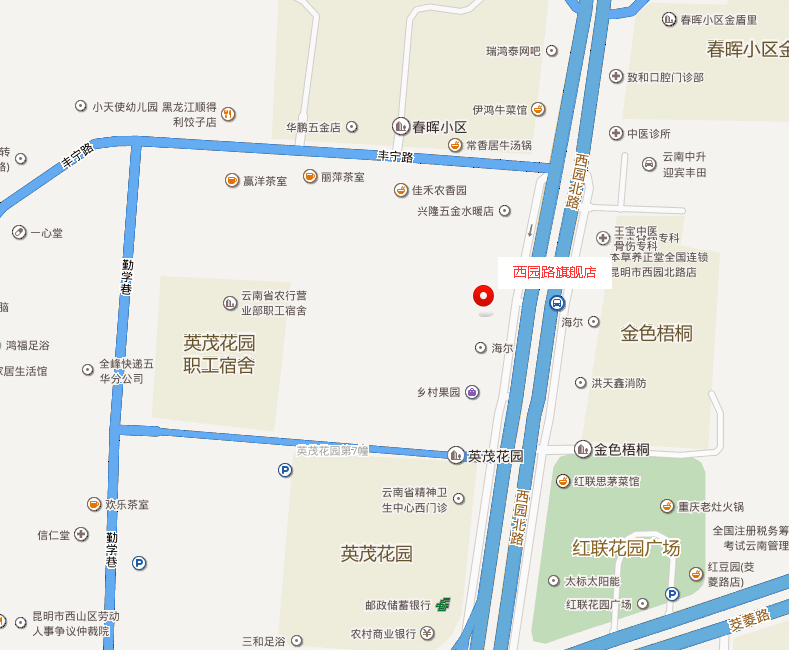 春晖小区金盾里
瑞鸿泰网吧
春晖小区金
致和口腔门诊部
小天使幼儿园
黑龙江顺得
利饺子店
伊鸿牛菜馆
华鹏五金店
春晖小区
中医诊所
常香居牛汤锅
转
路)
丰宁路
丰宁路
云南中升
迎宾丰田
西园北路
赢洋茶室
丽萍茶室
佳禾农香园
兴隆五金水暖店
一心堂
王宝中医
骨伤专科
专科
本草养正堂全国连锁
昆明市西园北路店
勤学巷
西园路旗舰店
云南省农行营
业部职工宿舍
脑
海尔
英茂花园
职工宿舍
金色梧桐
鸿福足浴
海尔
家居生活馆
全峰快递五
华分公司
洪天鑫消防
乡村果园
英茂花园第7幢
英茂花园
金色梧桐
红联思茅菜馆
云南省精神卫
生中心西门诊
西园北路
欢乐茶室
重庆老灶火锅
信仁堂
勤学巷
全国注册税务筹
考试云南管理
红联花园广场
英茂花园
红豆园(茭
菱路店)
太标太阳能
邮政储蓄银行
红联花园广场
昆明市西山区劳动
人事争议仲裁院
农村商业银行
三和足浴
茭菱路